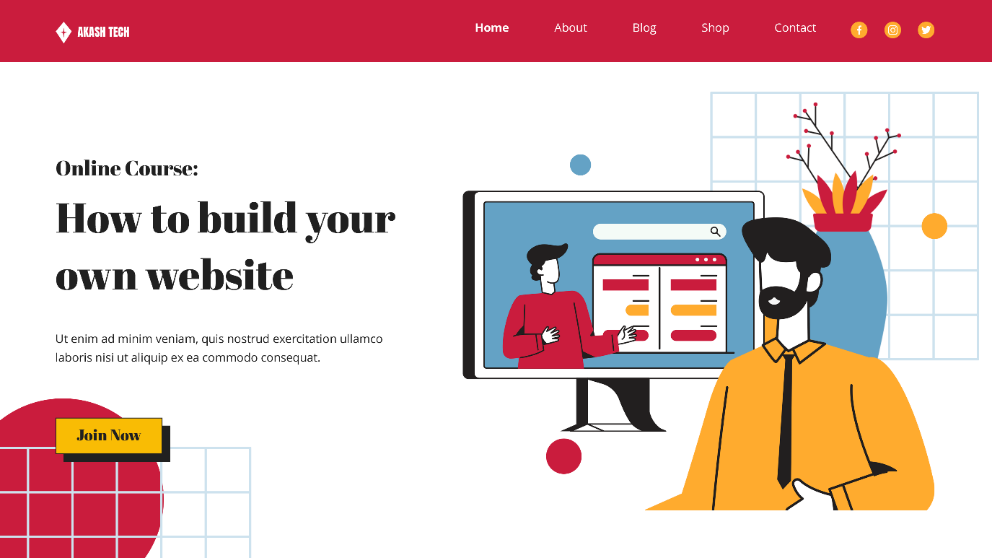 AKASH TECH
Home About Blog Shop Contact
Online Course:
How to build your
own website
Ut enim ad minim veniam, quis nostrud exercitation ullamco
laboris nisi ut aliquip ex ea commodo consequat.
Join Now